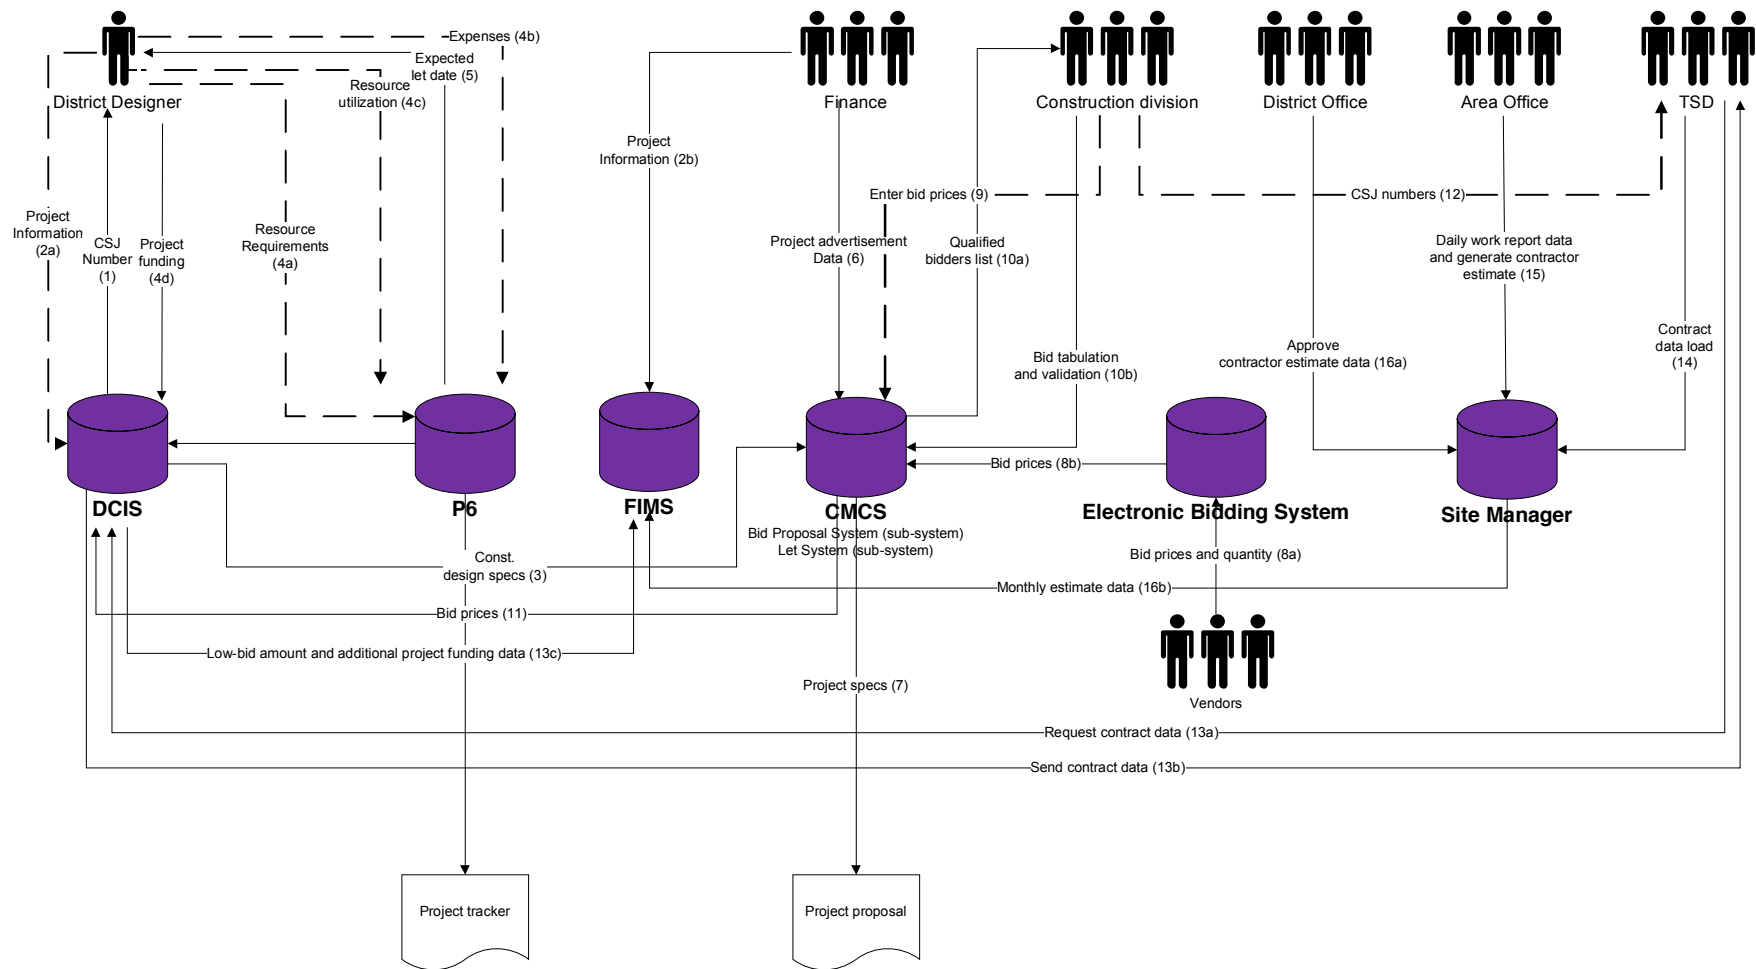 Expenses (4b)
Expected
let date (5)
Resource
utilization (4c)
District Designer
Finance
Construction division
District Office
Area Office
TSD
Project
Information (2b)
Enter bid prices (9)
CSJ numbers (12)
Project
Information
(2a)
CSJ
Number
(1)
Project
funding
(4d)
Resource
Requirements
(4a)
Project advertisement
Data (6)
Qualified
bidders list (10a)
Daily work report data
and generate contractor
estimate (15)
Bid tabulation
and validation (10b)
Approve
contractor estimate data (16a)
Contract
data load
(14)
Bid prices (8b)
DCIS
P6
FIMS
CMCS
Bid Proposal System (sub-system)
Let System (sub-system)
Electronic Bidding System
Site Manager
Const.
design specs (3)
Bid prices and quantity (8a)
Monthly estimate data (16b)
Bid prices (11)
Low-bid amount and additional project funding data (13c)
Project specs (7)
Vendors
Request contract data (13a)
Send contract data (13b)
Project tracker
Project proposal